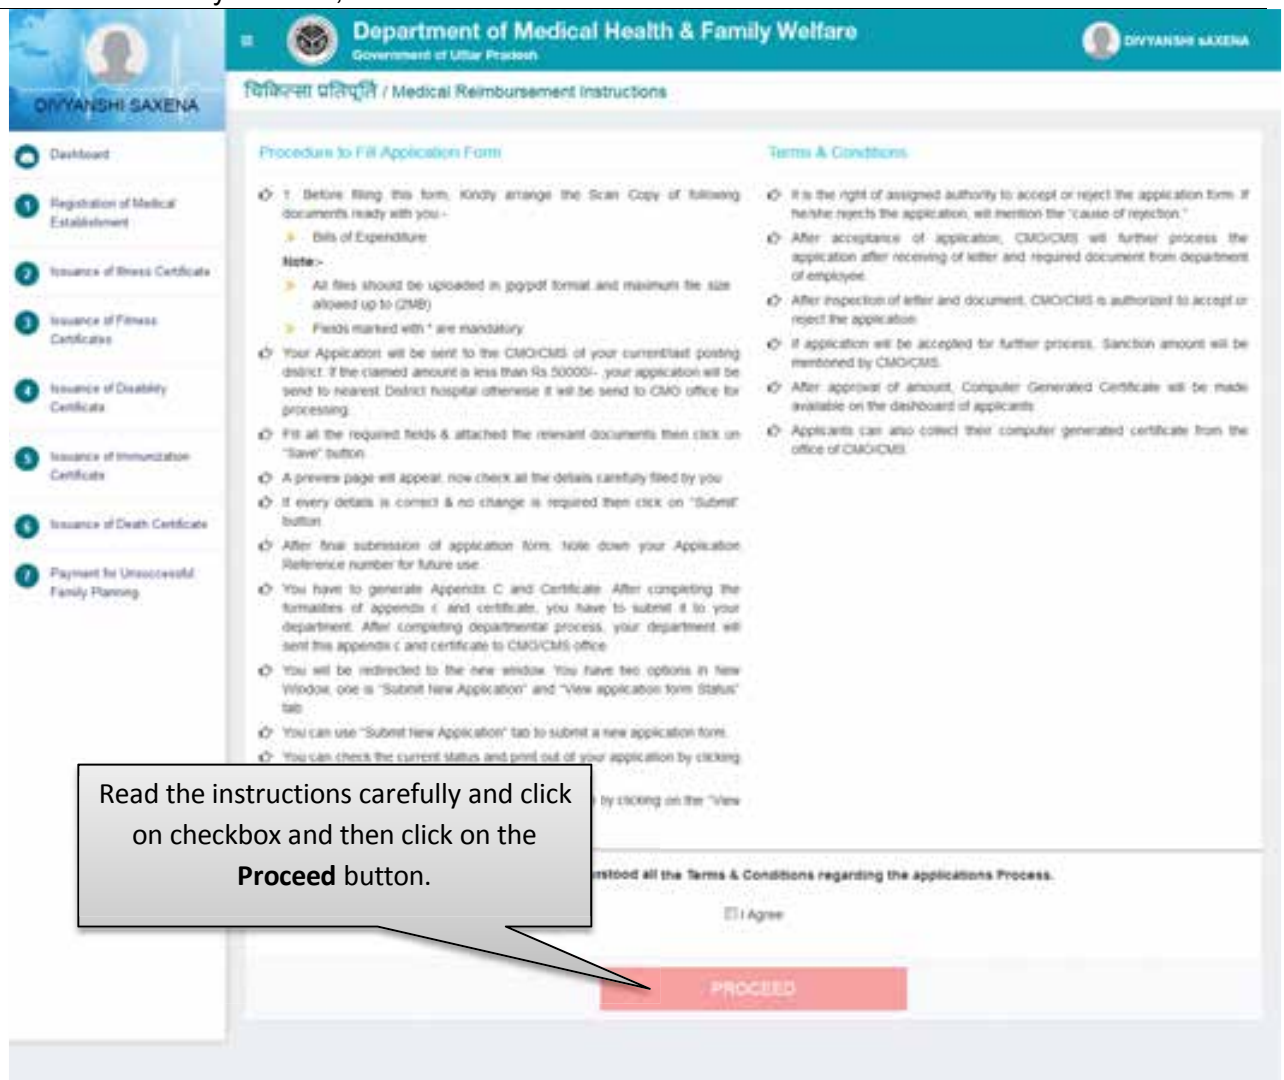 Department of Medical Health & Family Welfare
Government of Uttar Pradesh
DIVYANSHI SAXENA
DIVYANSHI SAXENA
चिकित्सा प्रतिपूर्ति / Medical Reimbursement Instructions
Dashboard
1 Registration of Medical
Establishment
2 Issuance of Illness Certificate
3 Issuance of Fitness
Certificates
4 Issuance of Disability
Certificate
5 Issuance of Immunization
Certificate
6 Issuance of Death Certificate
7 Payment for Unsuccessful
Family Planning
Procedure to Fill Application Form
1. Before filling this form, Kindly arrange the Scan Copy of following
documents ready with you:-
Bills of Expenditure
Note:-
All files should be uploaded in jpg/pdf format and maximum file size
allowed up to (2MB)
Fields marked with * are mandatory
Your Application will be sent to the CMO/CMS of your current/last posting
district. If the claimed amount is less than Rs 50000/- ,your application will be
send to nearest District hospital otherwise it will be send to CMO office for
processing.
Fill all the required fields & attached the relevant documents then click on
"Save" button
A preview page will appear, now check all the details carefully filled by you
If every details is correct & no change is required then click on "Submit"
button.
After final submission of application form, Note down your Application
Reference number for future use
You have to generate Appendix C and Certificate. After completing the
formalities of appendix c and certificate, you have to submit it to your
department. After completing departmental process, your department will
sent this appendix c and certificate to CMO/CMS office
You will be redirected to the new window. You have two options in New
Window, one is "Submit New Application" and "View application form Status"
tab
You can use "Submit New Application" tab to submit a new application form.
You can check the current status and print out of your application by clicking
by clicking on the "View
Terms & Conditions
It is the right of assigned authority to accept or reject the application form. If
he/she rejects the application, will mention the "cause of rejection."
After acceptance of application, CMO/CMS will further process the
application after receiving of letter and required document from department
of employee.
After inspection of letter and document, CMO/CMS is authorized to accept or
reject the application
If application will be accepted for further process, Sanction amount will be
mentioned by CMO/CMS.
After approval of amount, Computer Generated Certificate will be made
available on the dashboard of applicants
Applicants can also collect their computer generated certificate from the
office of CMO/CMS.
Read the instructions carefully and click
on checkbox and then click on the
Proceed button.
all the Terms & Conditions regarding the applications Process.
I Agree
PROCEED